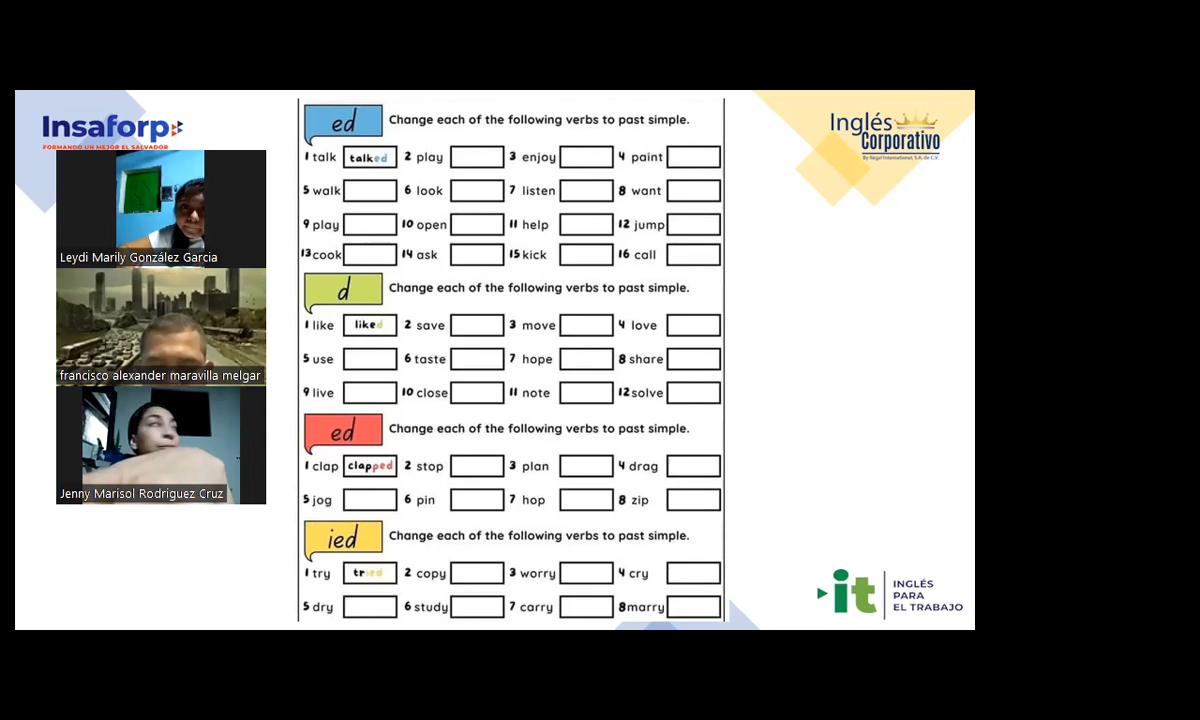 Insaforp
FORMANDO UN MEJOR EL SALVADOR
Leydi Marily González Garcia
francisco alexander maravilla melgar
Jenny Marisol Rodriguez Cruz
ed Change each of the following verbs to past simple.
1 talk talked 2 play 3 enjoy 4 paint
5 walk 6 look 7 listen 8 want
9 play 10 open 11 help 12 jump
13 cook 14 ask 15 kick 16 call
d Change each of the following verbs to past simple.
1 like liked 2 save 3 move 4 love
5 use 6 taste 7 hope 8 share
9 live 10 close 11 note 12 solve
ed Change each of the following verbs to past simple.
1 clap clapped 2 stop 3 plan 4 drag
5 jog 6 pin 7 hop 8 zip
ied Change each of the following verbs to past simple.
1 try tried 2 copy 3 worry 4 cry
5 dry 6 study 7 carry 8 marry
Inglés
Corporativo
By Regal International, S.A. de C.V.
it
INGLÉS
PARA
EL TRABAJO